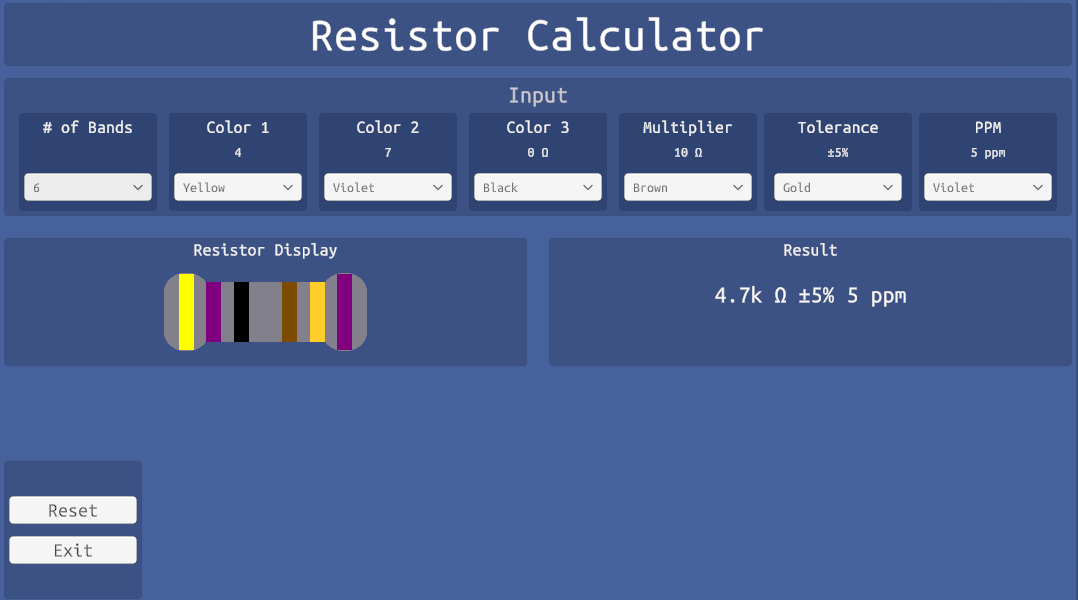 Resistor Calculator
Input
# of Bands
Color 1
Color 2
Color 3
Multiplier
Tolerance
PPM
4
7
0 Ω
10 Ω
±5%
5 ppm
6
Yellow
Violet
Black
Brown
Gold
Violet
Resistor Display
Result
4.7k Ω ±5% 5 ppm
Reset
Exit